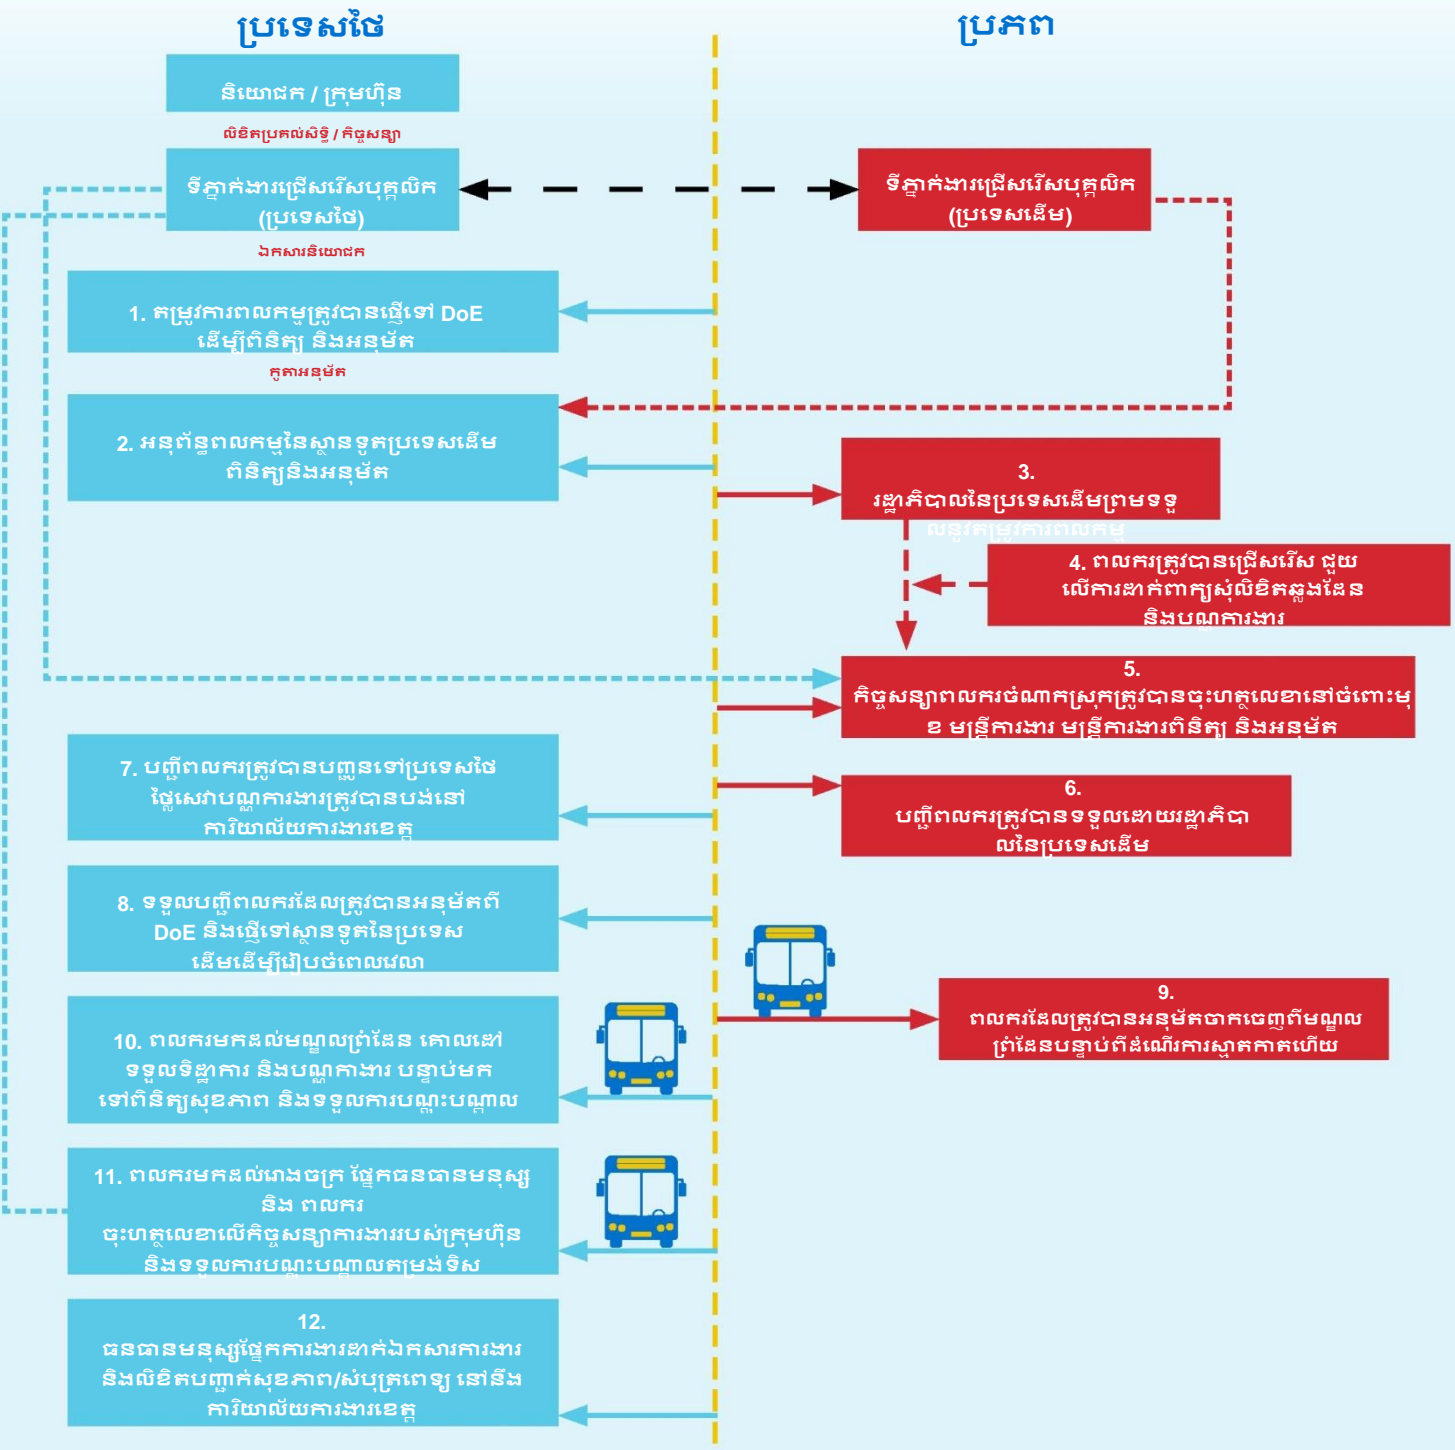 ប្រទេសថៃ
ប្រភព
និយោជក / ក្រុមហ៊ុន
លិខិតប្រគល់សិទ្ធិ / កិច្ចសន្យា
ទីភ្នាក់ងារជ្រើសរើសបុគ្គលិក
(ប្រទេសថៃ)
ទីភ្នាក់ងារជ្រើសរើសបុគ្គលិក
(ប្រទេសដើម)
ឯកសារនិយោជក
1. តម្រូវការពលកម្មត្រូវបានផ្ញើទៅ DoE
ដើម្បីពិនិត្យ និងអនុម័ត
កូតាអនុម័ត
2. អនុព័ន្ធពលកម្មនៃស្ថានទូតប្រទេសដើម
ពិនិត្យនិងអនុម័ត
3.
រដ្ឋាភិបាលនៃប្រទេសដើមព្រមទទួ
លនូវតម្រូវការពលកម្ម
4. ពលករត្រូវបានជ្រើសរើស ជួយ
លើការដាក់ពាក្យសុំលិខិតឆ្លងដែន
និងបណ្ណការងារ
5.
កិច្ចសន្យាពលករចំណាកស្រុកត្រូវបានចុះហត្ថលេខានៅចំពោះមុ
ខ មន្ត្រីការងារ មន្ត្រីការងារពិនិត្យ និងអនុម័ត
6.
បញ្ជីពលករត្រូវបានទទួលដោយរដ្ឋាភិបា
លនៃប្រទេសដើម
7. បញ្ជីពលករត្រូវបានបញ្ជូនទៅប្រទេសថៃ
ថ្លៃសេវាបណ្ណការងារត្រូវបានបង់នៅ
ការិយាល័យការងារខេត្ត
8. ទទួលបញ្ជីពលករដែលត្រូវបានអនុម័តពី
DoE និងផ្ញើទៅស្ថានទូតនៃប្រទេស
ដើមដើម្បីរៀបចំពេលវេលា
9.
ពលករដែលត្រូវបានអនុម័តចាកចេញពីមណ្ឌល
ព្រំដែនបន្ទាប់ពីដំណើរការស្មាតកាតហើយ
10. ពលករមកដល់មណ្ឌលព្រំដែន គោលដៅ
ទទួលទិដ្ឋាការ និងបណ្ណកាងារ បន្ទាប់មក
ទៅពិនិត្យសុខភាព និងទទួលការបណ្តុះបណ្តាល
11. ពលករមកដល់រោងចក្រ ផ្នែកធនធានមនុស្ស
និង ពលករ
ចុះហត្ថលេខាលើកិច្ចសន្យាការងាររបស់ក្រុមហ៊ុន
និងទទួលការបណ្តុះបណ្តាលតម្រង់ទិស
12.
ធនធានមនុស្សផ្នែកការងារដាក់ឯកសារការងារ
និងលិខិតបញ្ជាក់សុខភាព/សំបុត្រពេទ្យ នៅនឹង
ការិយាល័យការងារខេត្ត